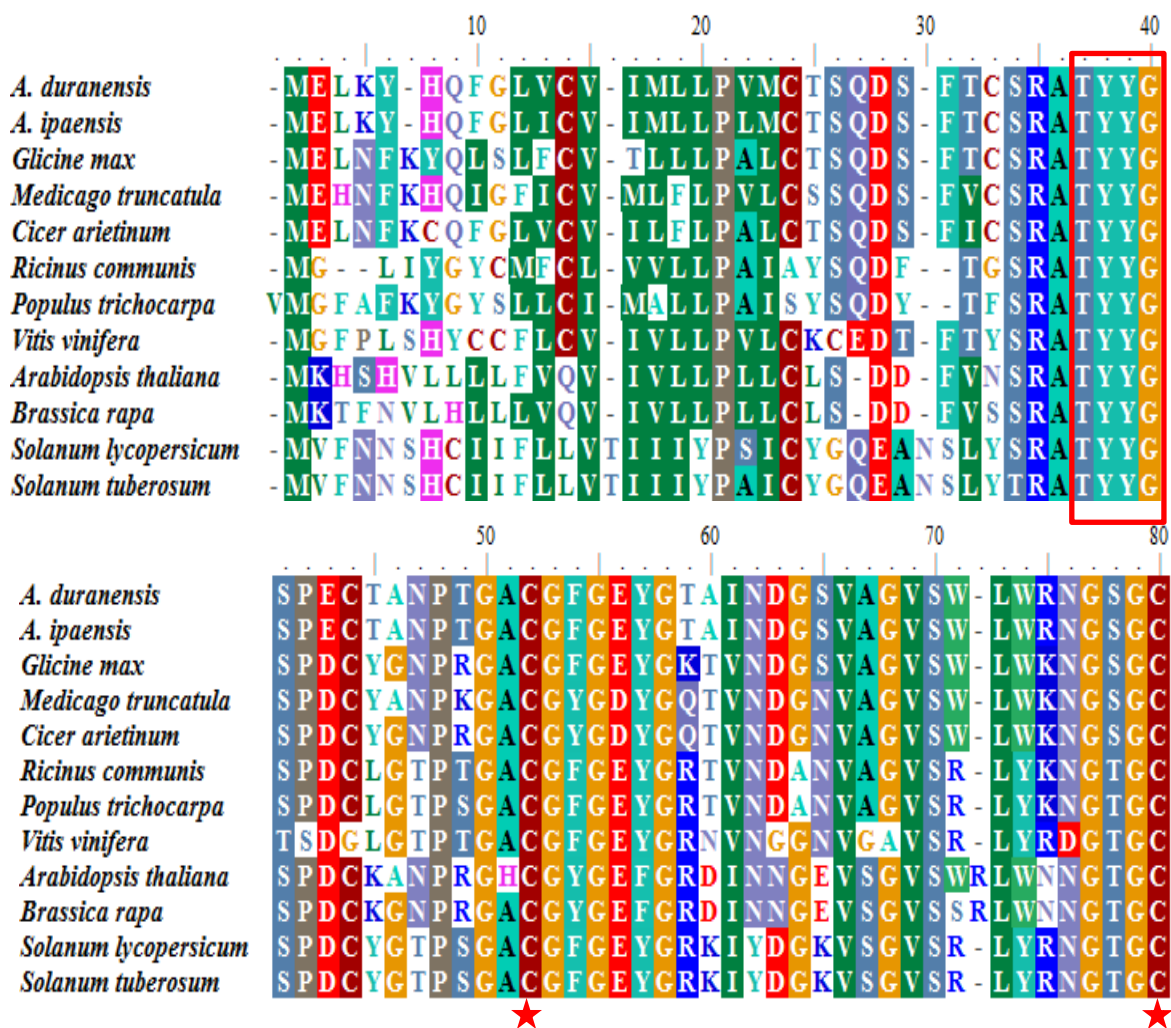 10 20 30 40
A. duranensis -MELKY-HQFGLVCV-IMLLPVMCTSQDS-FTCSRATYYG
A. ipaensis -MELKY-HQFGLICV-IMLLPLMCTSQDS-FTCSRATYYG
Glicine max -MELNFKYQLSLFCV-TLLLPALCTSQDS-FTCSRATYYG
Medicago truncatula -MEHNFKHQIGFICV-MLFLPVLCSSQDS-FVCSRATYYG
Cicer arietinum -MELNFKCQFGLVCV-ILFLPALCTSQDS-FICSRATYYG
Ricinus communis -MG--LIYGYCMFCL-VVLLPAIAYSQDF--TGSRATYYG
Populus trichocarpa VMGFAFKYGYSLLCI-MALLPAISYSQDY--TFSRATYYG
Vitis vinifera -MGFPLSHYCCFLCV-IVLLPVLCKCEDT-FTYSRATYYG
Arabidopsis thaliana -MKHSHVLLLLFVQV-IVLLPLLCLS-DD-FVNSRATYYG
Brassica rapa -MKTFNVLHLLLVQV-IVLLPLLCLS-DD-FVSSRATYYG
Solanum lycopersicum -MVFNNSHCIIFLLVTIIIYPSICYGQEANSLYSRATYYG
Solanum tuberosum -MVFNNSHCIIFLLVTIIIYPAICYGQEANSLYTRATYYG
50 60 70 80
A. duranensis SPECTANPTGACGFGEYGTAINDGSVAGVSW-LWRNGSGC
A. ipaensis SPECTANPTGACGFGEYGTAINDGSVAGVSW-LWRNGSGC
Glicine max SPDCYGNPRGACGFGEYGKTVNDGSVAGVSW-LWKNGSGC
Medicago truncatula SPDCYANPKGACGYGDYGQTVNDGNVAGVSW-LWKNGSGC
Cicer arietinum SPDCYGNPRGACGYGDYGQTVNDGNVAGVSW-LWKNGSGC
Ricinus communis SPDCLGTPTGACGFGEYGRTVNDANVAGVSR-LYKNGTGC
Populus trichocarpa SPDCLGTPSGACGFGEYGRTVNDANVAGVSR-LYKNGTGC
Vitis vinifera TSDGLGTPTGACGFGEYGRNVNGGNVGAVSR-LYRDGTGC
Arabidopsis thaliana SPDCKANPRGHCGYGEFGRDINNGEVSGVSWRLWNNGTGC
Brassica rapa SPDCKGNPRGACGYGEFGRDINNGEVSGVSSRLWNNGTGC
Solanum lycopersicum SPDCYGTPSGACGFGEYGRKIYDGKVSGVSR-LYRNGTGC
Solanum tuberosum SPDCYGTPSGACGFGEYGRKIYDGKVSGVSR-LYRNGTGC